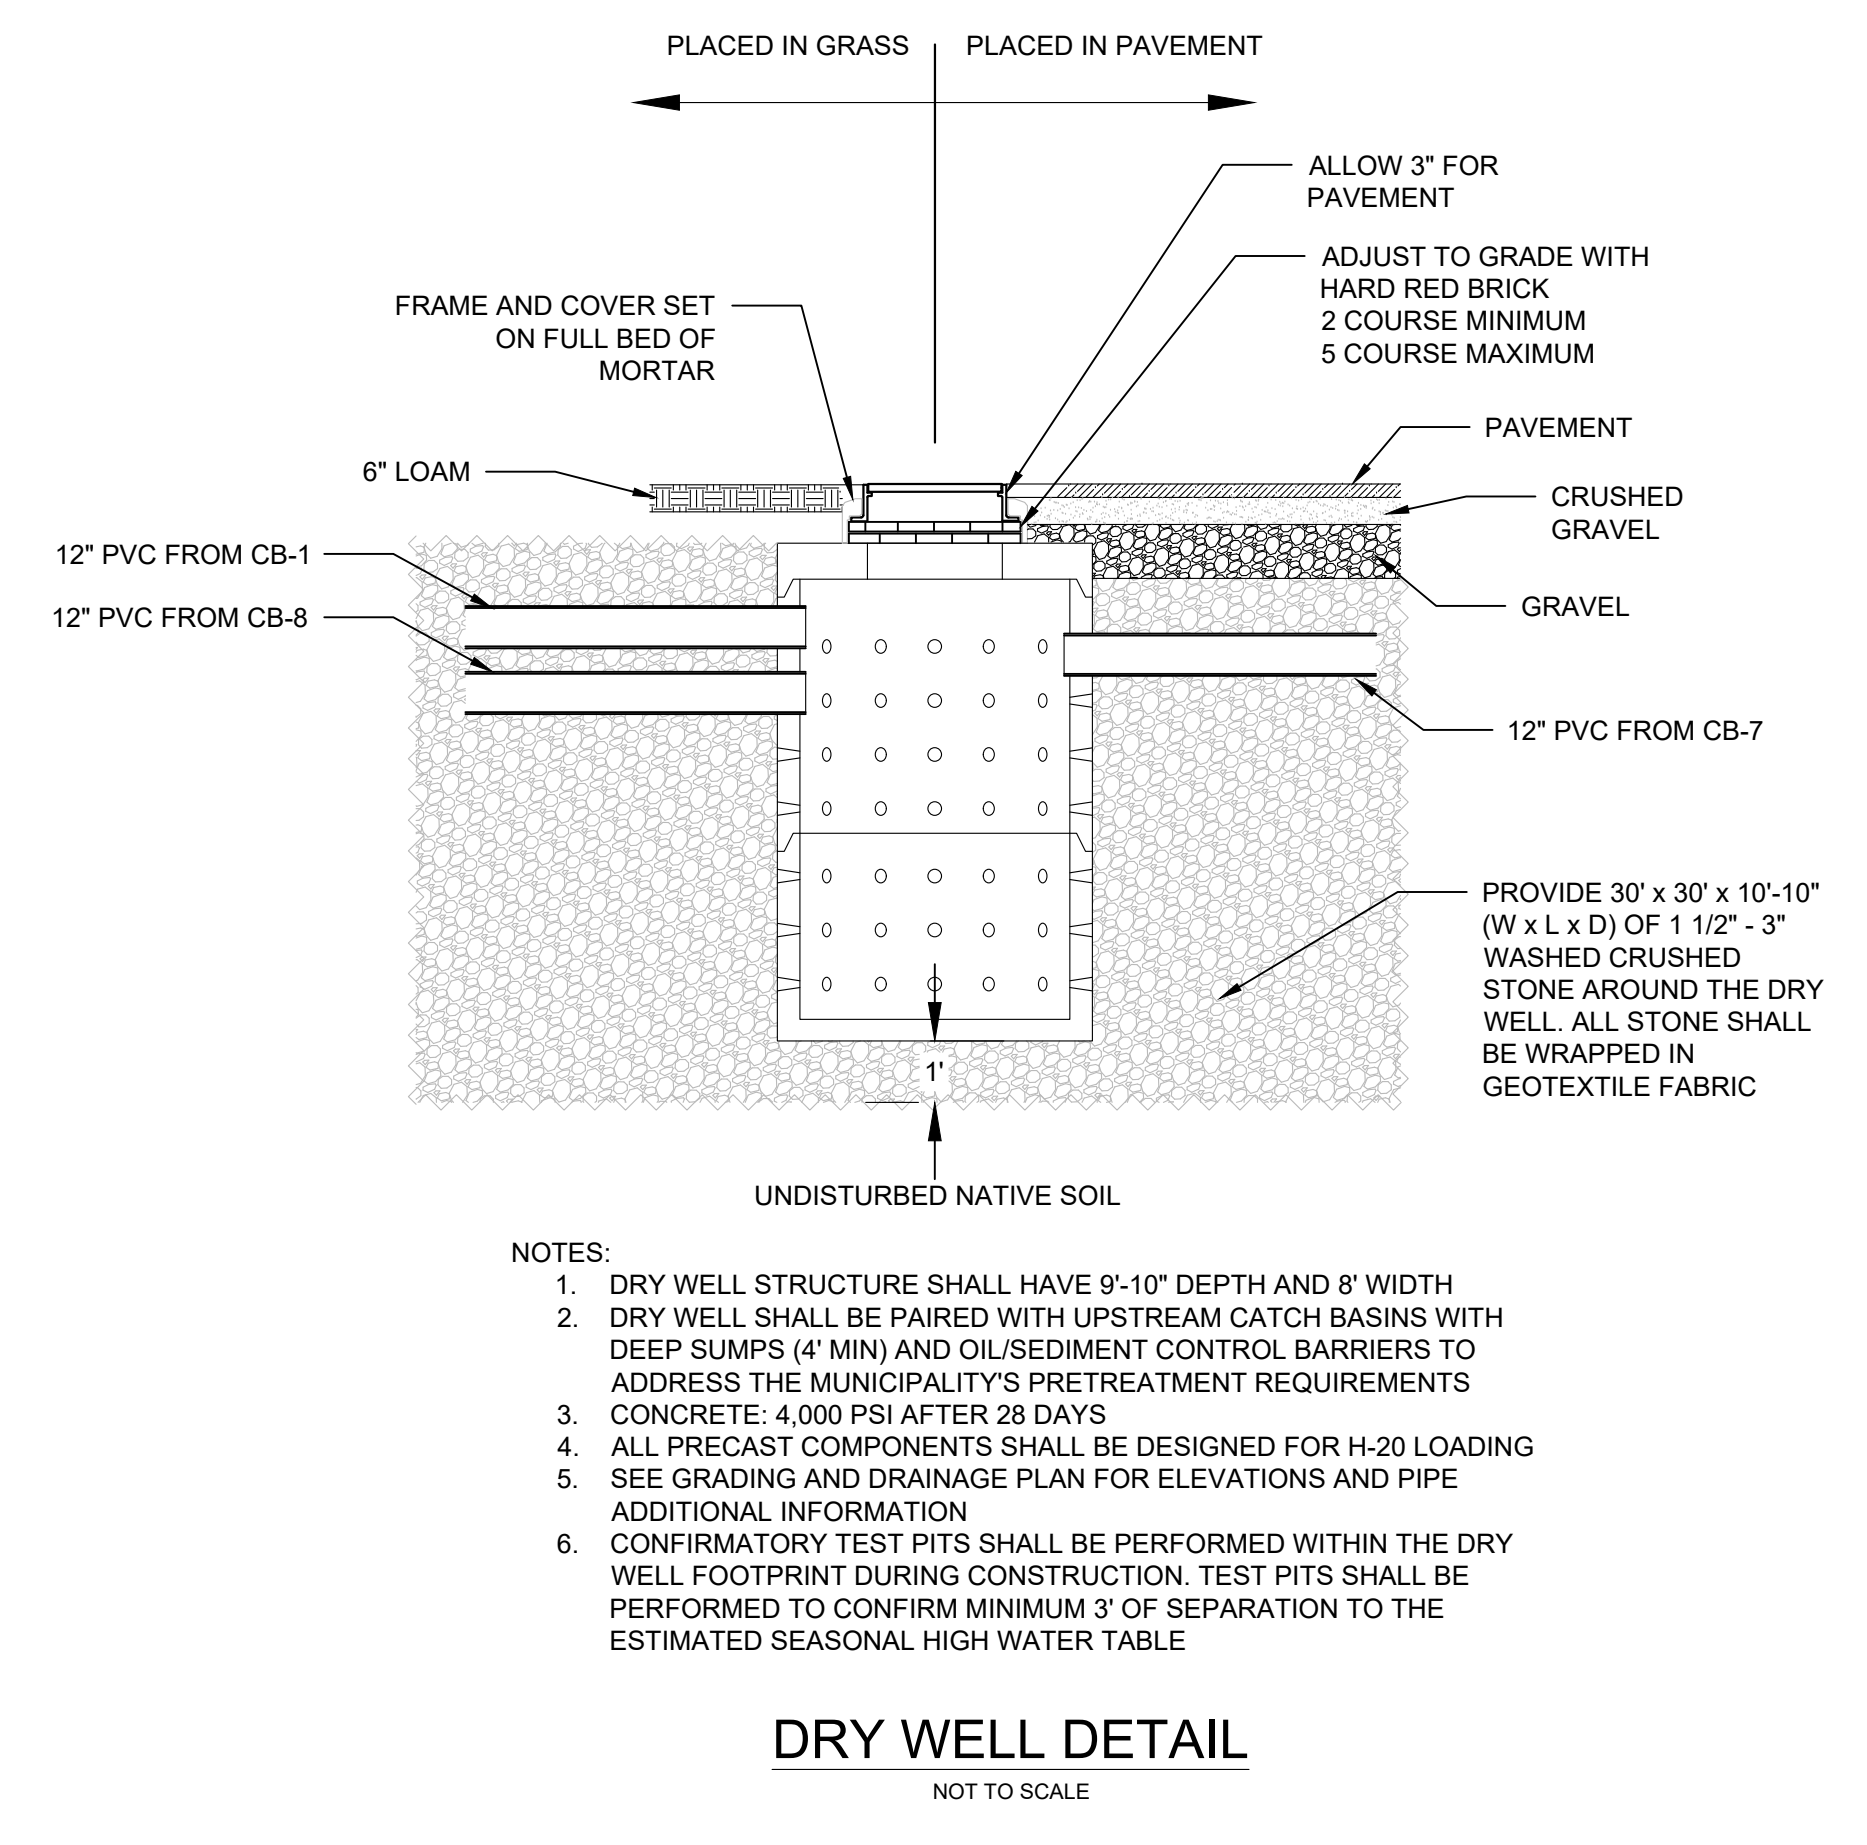 PLACED IN GRASS
PLACED IN PAVEMENT
ALLOW 3" FOR
PAVEMENT
ADJUST TO GRADE WITH
HARD RED BRICK
2 COURSE MINIMUM
5 COURSE MAXIMUM
FRAME AND COVER SET
ON FULL BED OF
MORTAR
PAVEMENT
6" LOAM
CRUSHED
GRAVEL
12" PVC FROM CB-1
12" PVC FROM CB-8
GRAVEL
12" PVC FROM CB-7
PROVIDE 30' x 30' x 10'-10"
(W x L x D) OF 1 1/2" - 3"
WASHED CRUSHED
STONE AROUND THE DRY
WELL. ALL STONE SHALL
BE WRAPPED IN
GEOTEXTILE FABRIC
1'
UNDISTURBED NATIVE SOIL
NOTES:
1. DRY WELL STRUCTURE SHALL HAVE 9'-10" DEPTH AND 8' WIDTH
2. DRY WELL SHALL BE PAIRED WITH UPSTREAM CATCH BASINS WITH
DEEP SUMPS (4' MIN) AND OIL/SEDIMENT CONTROL BARRIERS TO
ADDRESS THE MUNICIPALITY'S PRETREATMENT REQUIREMENTS
3. CONCRETE: 4,000 PSI AFTER 28 DAYS
4. ALL PRECAST COMPONENTS SHALL BE DESIGNED FOR H-20 LOADING
5. SEE GRADING AND DRAINAGE PLAN FOR ELEVATIONS AND PIPE
ADDITIONAL INFORMATION
6. CONFIRMATORY TEST PITS SHALL BE PERFORMED WITHIN THE DRY
WELL FOOTPRINT DURING CONSTRUCTION. TEST PITS SHALL BE
PERFORMED TO CONFIRM MINIMUM 3' OF SEPARATION TO THE
ESTIMATED SEASONAL HIGH WATER TABLE
DRY WELL DETAIL
NOT TO SCALE